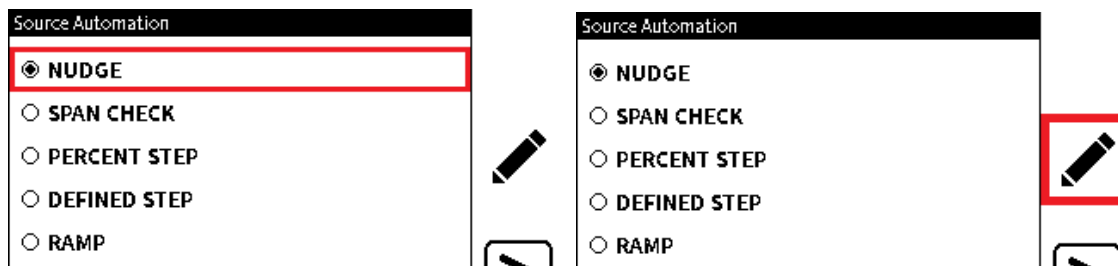 Source Automation
NUDGE
SPAN CHECK
PERCENT STEP
DEFINED STEP
RAMP
Source Automation
NUDGE
SPAN CHECK
PERCENT STEP
DEFINED STEP
RAMP